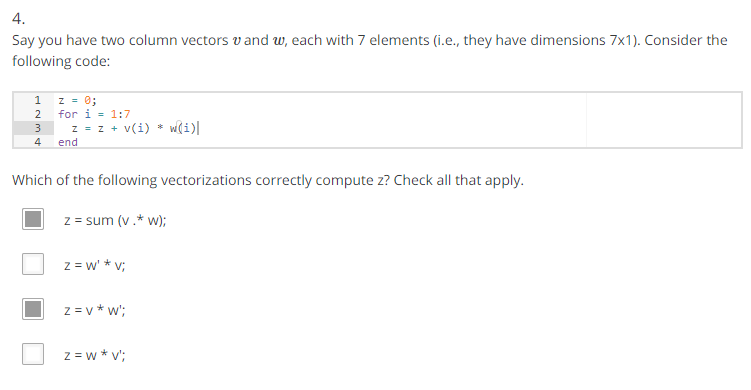 4.
Say you have two column vectors v and w, each with 7 elements (i.e., they have dimensions 7x1). Consider the
following code:
1 z = 0;
2 for i = 1:7
3 z = z + v(i) * w(i)
4 end
Which of the following vectorizations correctly compute z? Check all that apply.
z = sum (v .* w);
z = w' * v;
z = v * w';
z = w * v';